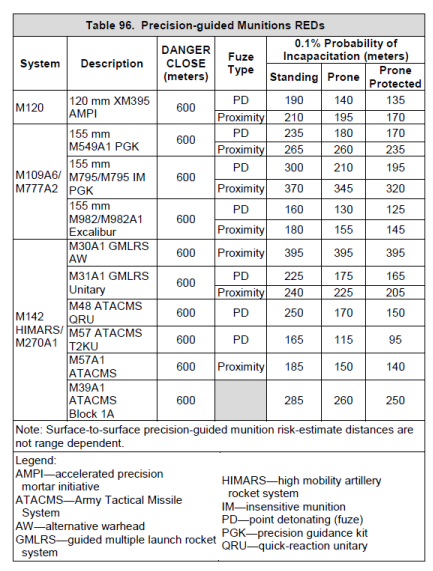 Table 96. Precision-guided Munitions REDs
System Description DANGER CLOSE (meters) Fuze Type 0.1% Probability of Incapacitation (meters)
Standing Prone Prone Protected
M120 120 mm XM395 AMPI 600 PD 190 140 135
Proximity 210 195 170
M109A6/ M777A2 155 mm M549A1 PGK 600 PD 235 180 170
Proximity 265 260 235
155 mm M795/M795 IM PGK 600 PD 300 210 195
Proximity 370 345 320
155 mm M982/M982A1 Excalibur 600 PD 160 130 125
Proximity 180 155 145
M142 HIMARS/ M270A1 M30A1 GMLRS AW 600 Proximity 395 395 395
M31A1 GMLRS Unitary 600 PD 225 175 165
Proximity 240 225 205
M48 ATACMS QRU 600 PD 250 170 150
M57 ATACMS T2KU 600 PD 165 115 95
M57A1 ATACMS 600 Proximity 185 150 140
M39A1 ATACMS Block 1A 600 285 260 250
Note: Surface-to-surface precision-guided munition risk-estimate distances are
not range dependent.
Legend:
AMPI—accelerated precision
mortar initiative
ATACMS—Army Tactical Missile
System
AW—alternative warhead
GMLRS—guided multiple launch rocket
system
HIMARS—high mobility artillery
rocket system
IM—insensitive munition
PD—point detonating (fuze)
PGK—precision guidance kit
QRU—quick-reaction unitary